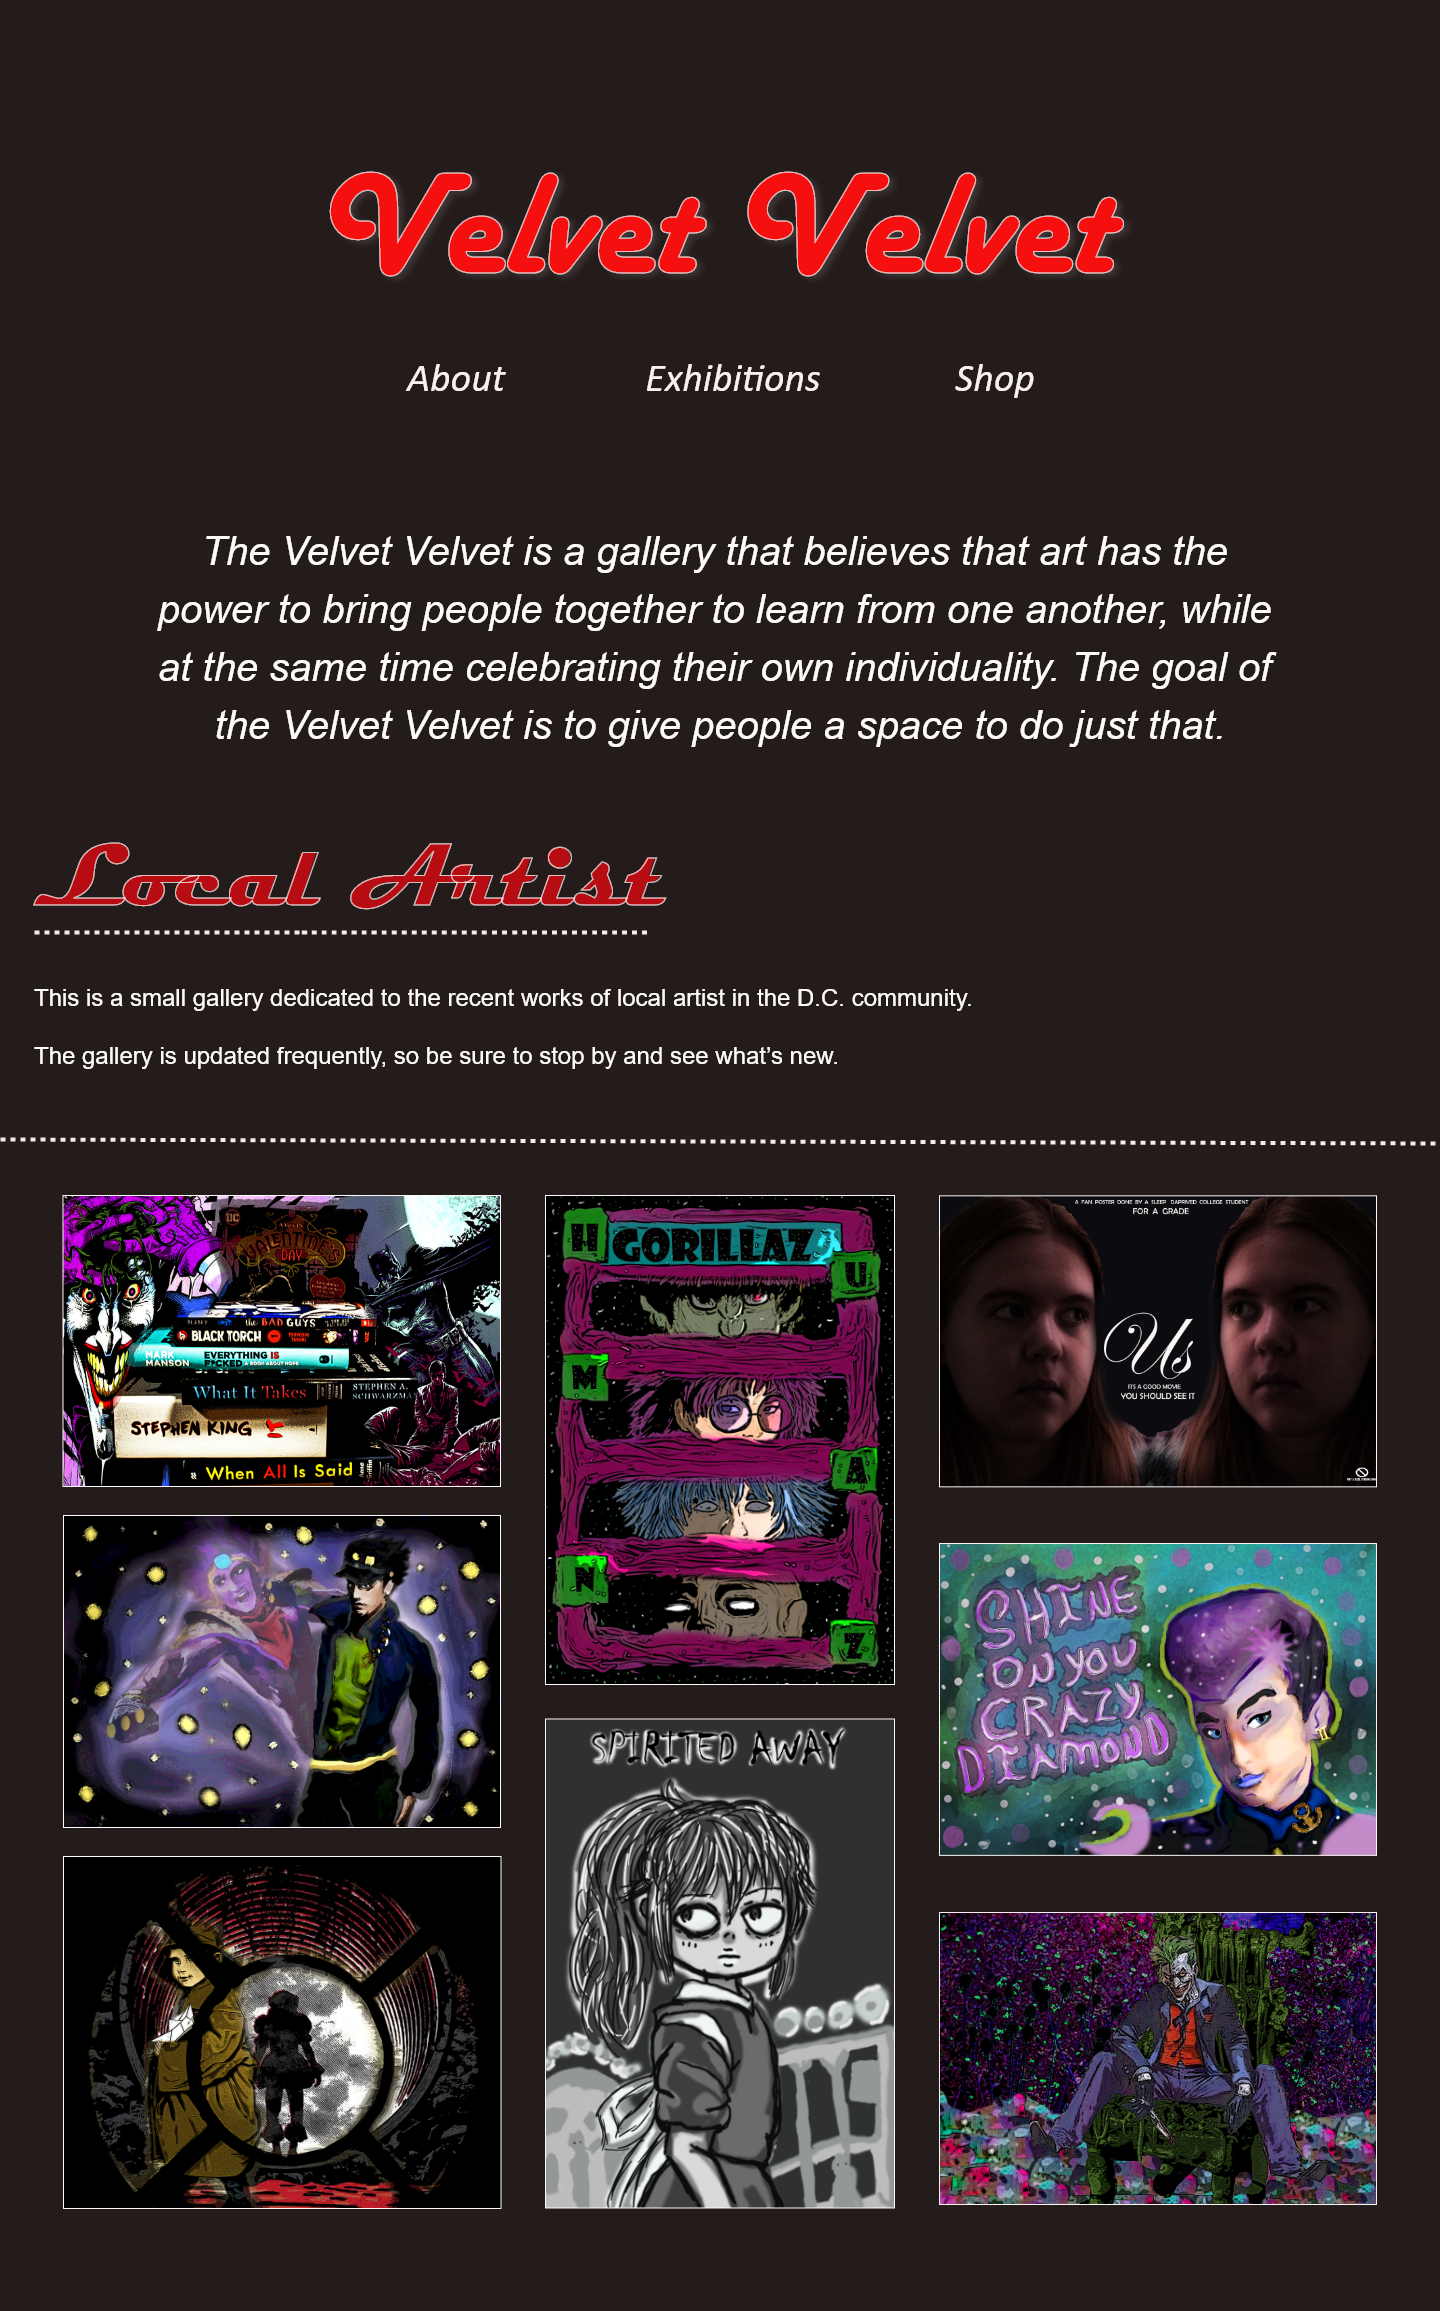 Velvet Velvet
About Exhibitions Shop
The Velvet Velvet is a gallery that believes that art has the
power to bring people together to learn from one another, while
at the same time celebrating their own individuality. The goal of
the Velvet Velvet is to give people a space to do just that.
Local Artist
This is a small gallery dedicated to the recent works of local artist in the D.C. community.
The gallery is updated frequently, so be sure to stop by and see what’s new.
DC
VALENTINE'S
DAY
the BAD GUYS
BLACK TORCH
MARK
MANSON
EVERYTHING IS
F*CKED A BOOK ABOUT HOPE
What It Takes
STEPHEN A.
SCHWARZMAN
STEPHEN KING
When All Is Said
H
GORILLAZ
U
M
A
N
Z
A FAN POSTER DONE BY A SLEEP DAPRIVED COLLEGE STUDENT
FOR A GRADE
Us
ITS A GOOD MOVIE
YOU SHOULD SEE IT
SHINE
ON YOU
CRAZY
DIAMOND
SPIRITED AWAY